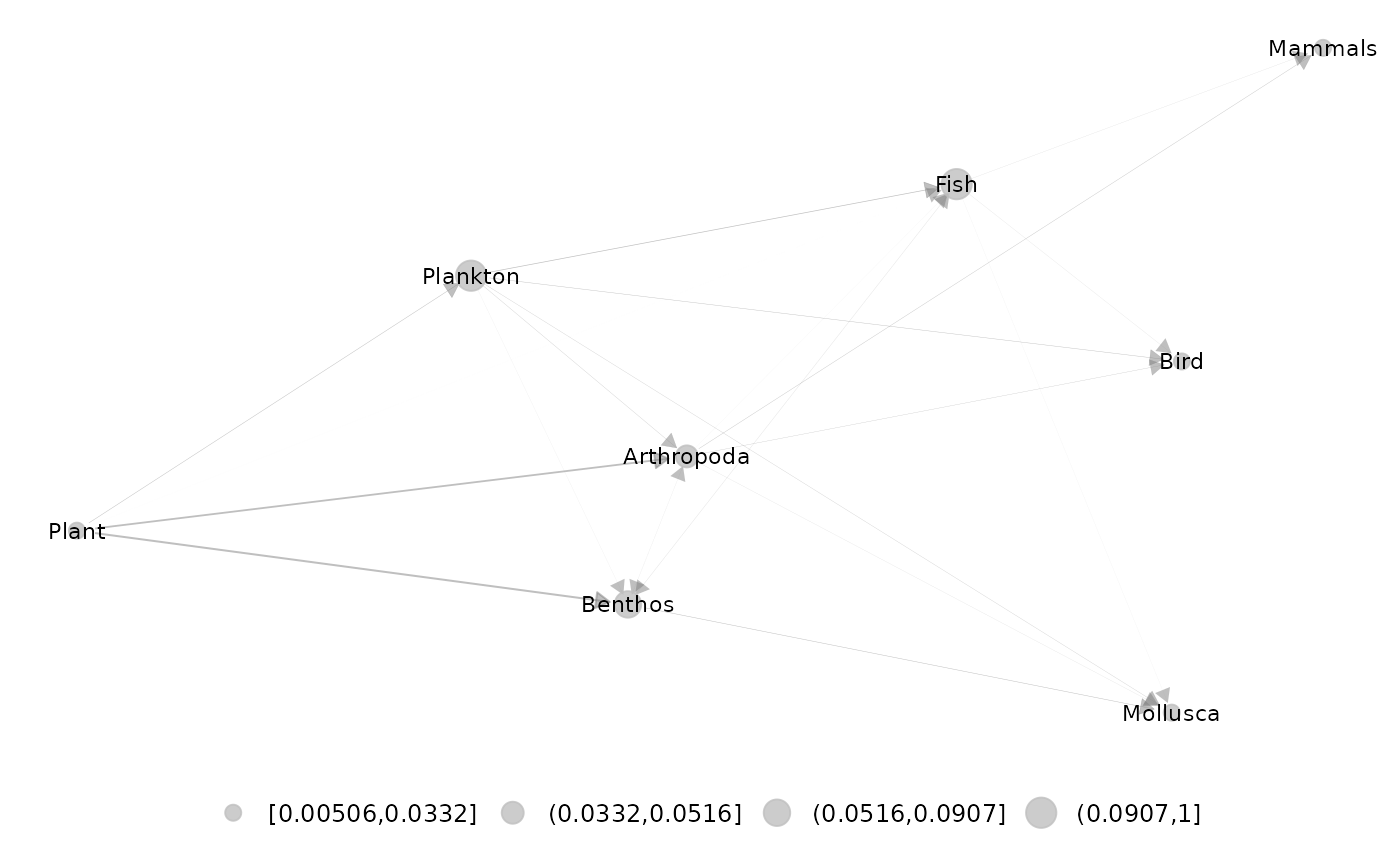 Mammals
Fish
Plankton
Bird
Arthropoda
Plant
Benthos
Mollusca
[0.00506,0.0332] (0.0332,0.0516] (0.0516,0.0907] (0.0907,1]